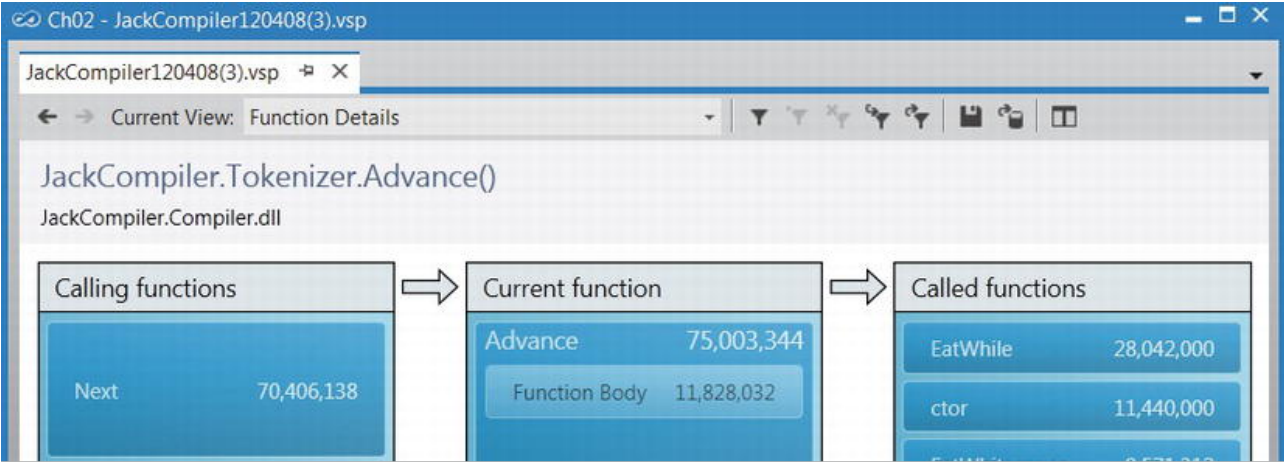 Ch02 - JackCompiler120408(3).vsp
JackCompiler120408(3).vsp
Current View: Function Details
JackCompiler.Tokenizer.Advance()
JackCompiler.Compiler.dll
Calling functions
Current function
Called functions
Next 70,406,138
Advance 75,003,344
Function Body 11,828,032
EatWhile 28,042,000
ctor 11,440,000